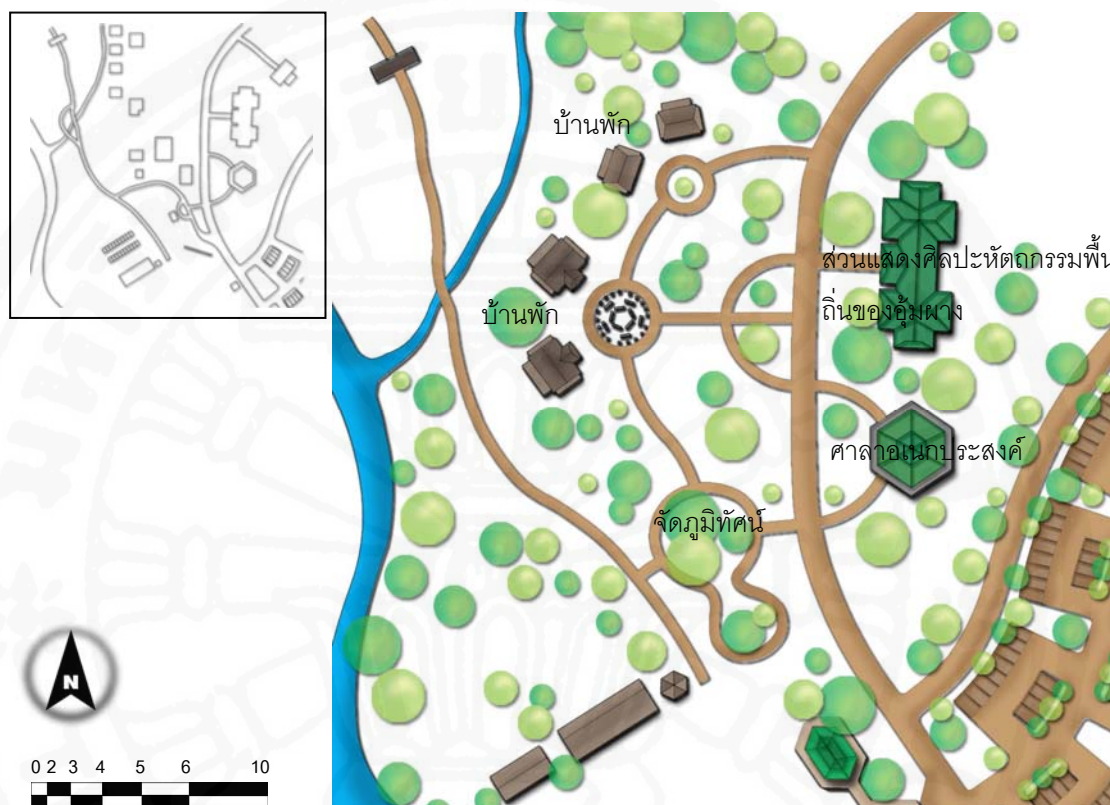 บ้านพัก
ส่วนแสดงศิลปะหัตถกรรมพื้น
บ้านพัก
ถิ่นของอุ้มผาง
ศาลาอเนกประสงค์
จัดภูมิทัศน์
N
0 2 3 4 5 6 10